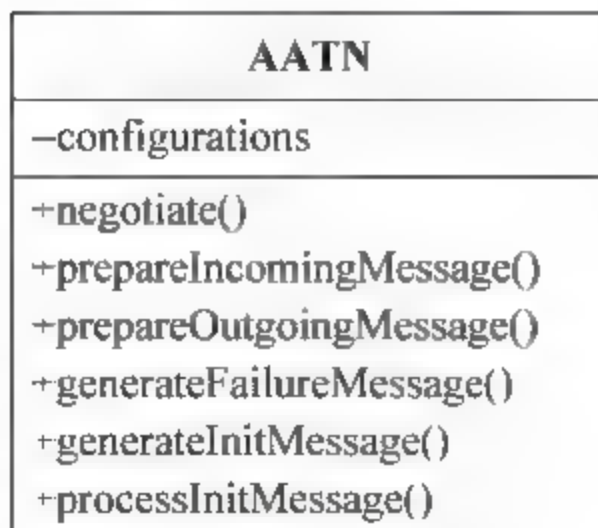 AATN
–configurations
+negotiate()
+prepareIncomingMessage()
+prepareOutgoingMessage()
+generateFailureMessage()
+generateInitMessage()
+processInitMessage()